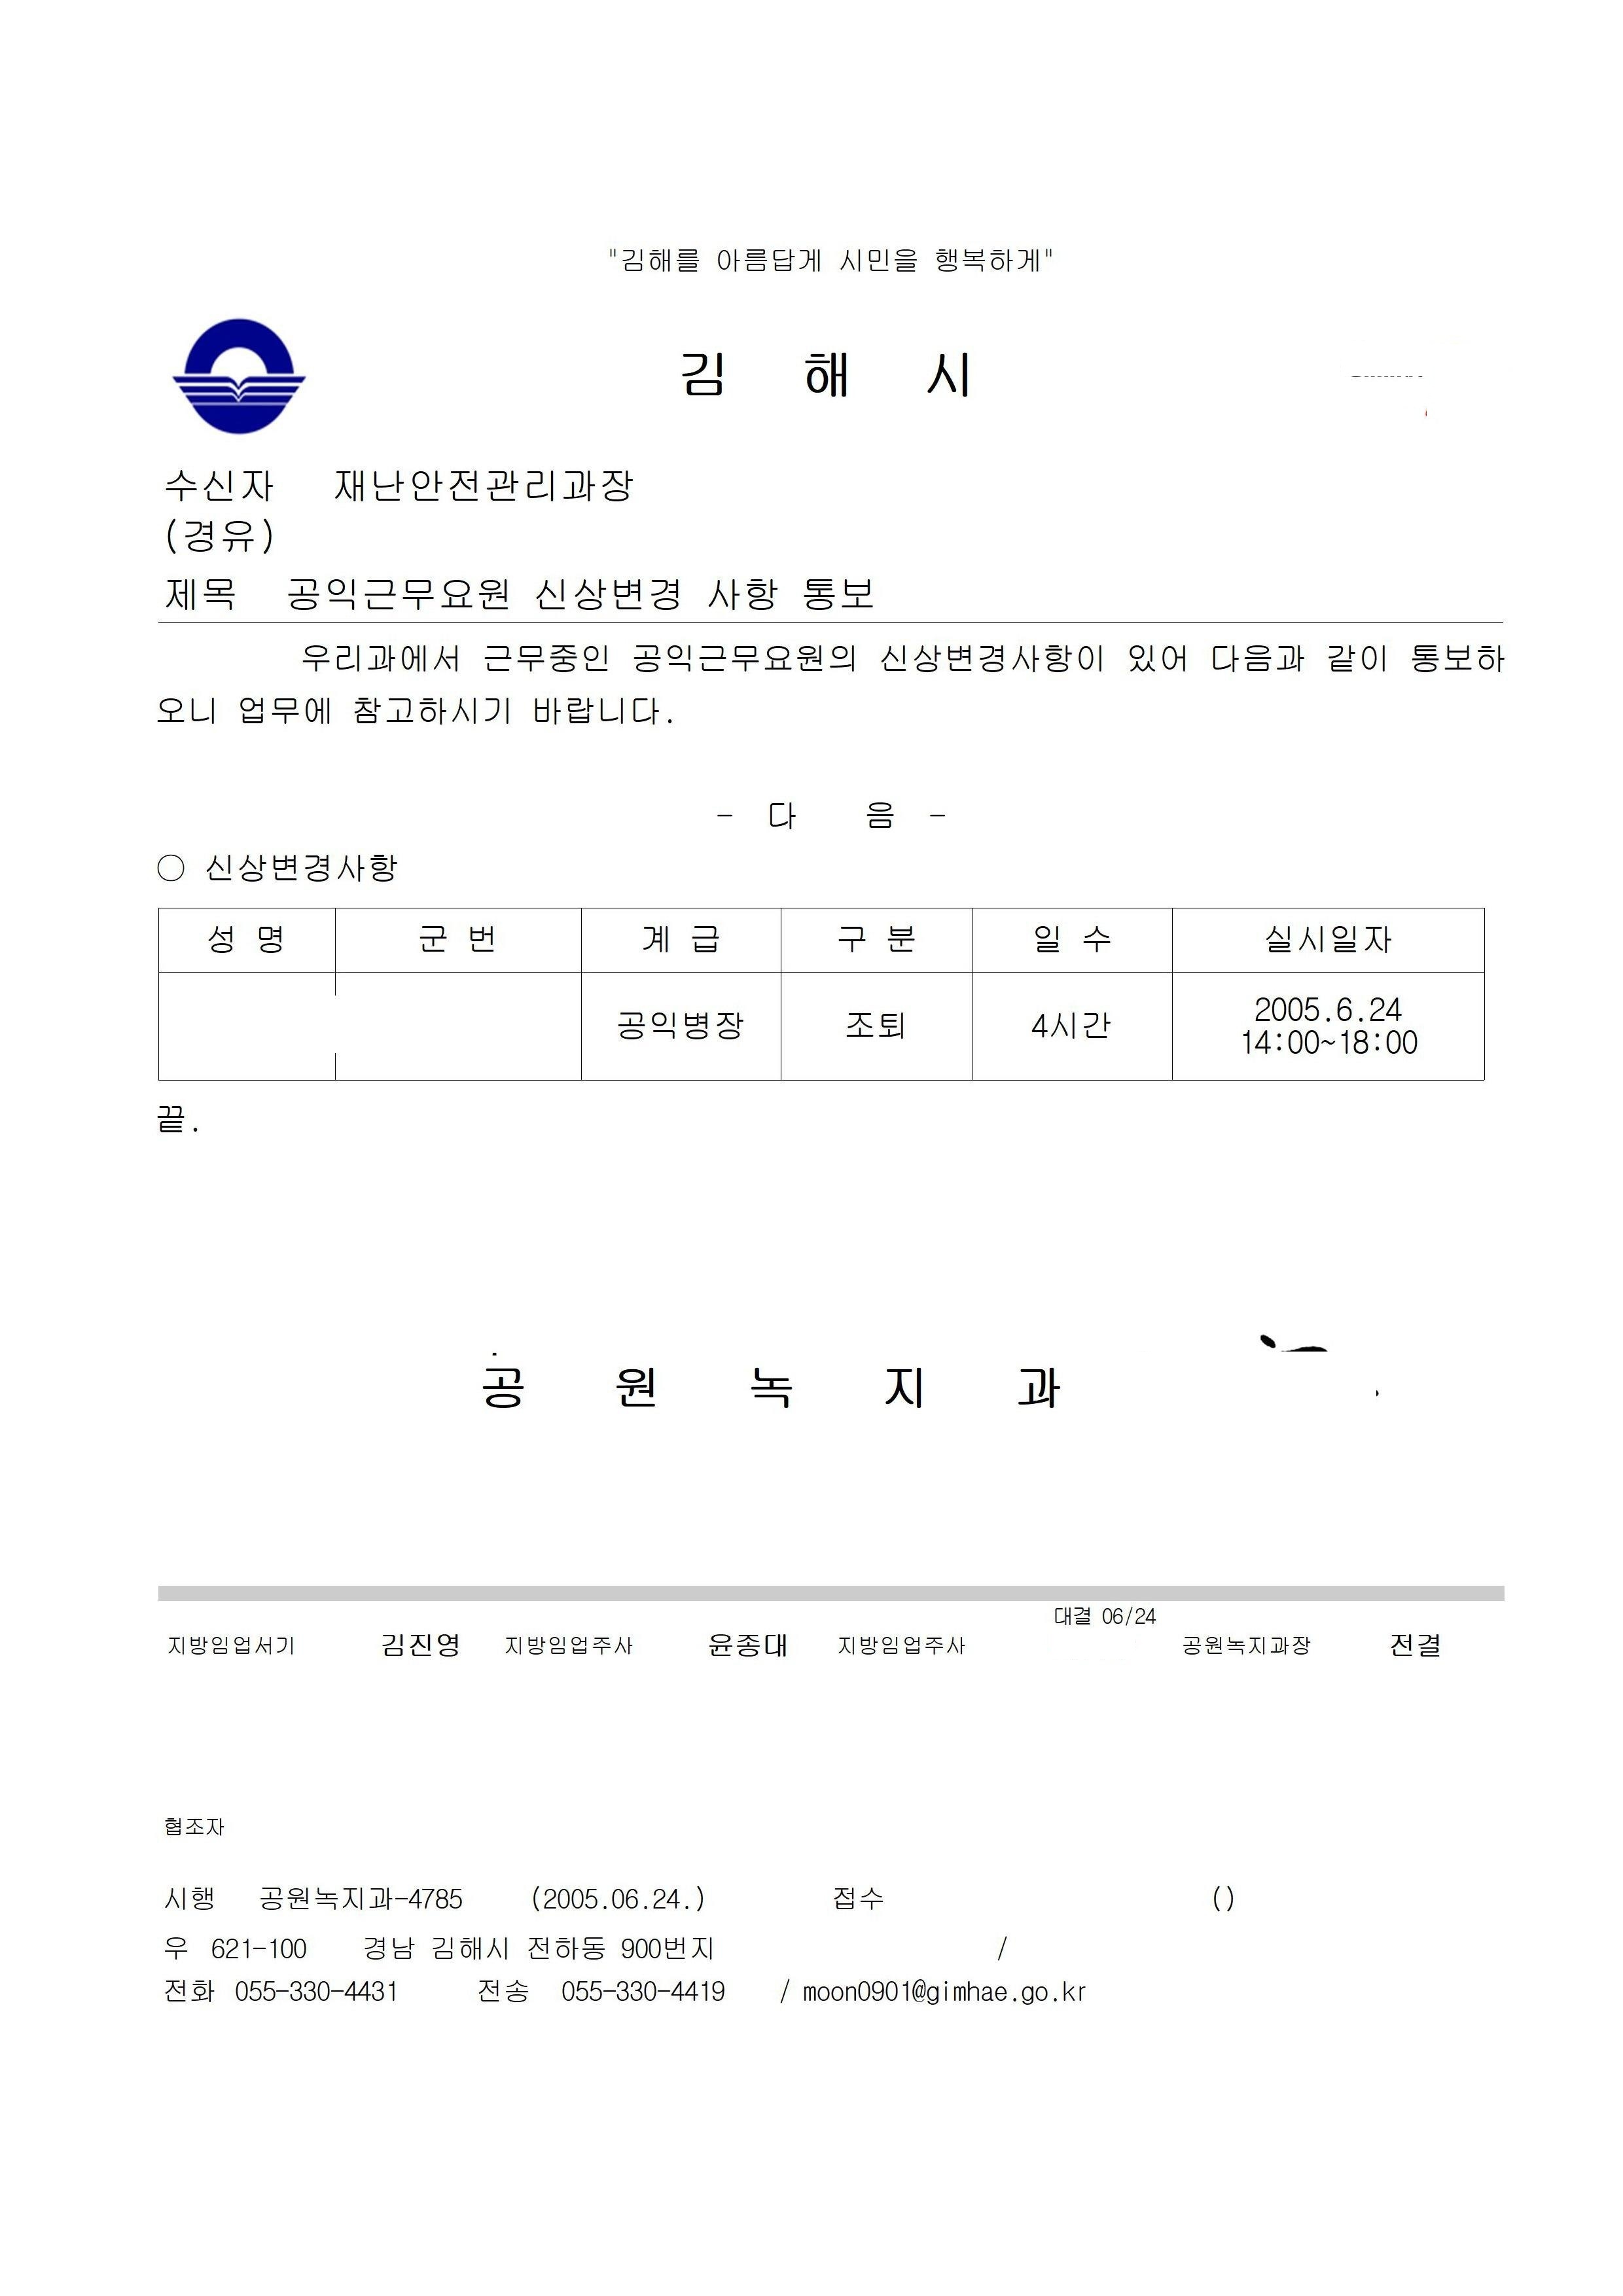 "김해를 아름답게 시민을 행복하게"
김 해 시
수신자 재난안전관리과장
(경유)
제목 공익근무요원 신상변경 사항 통보
우리과에서 근무중인 공익근무요원의 신상변경사항이 있어 다음과 같이 통보하
오니 업무에 참고하시기 바랍니다.
- 다 음 -
○ 신상변경사항
성 명 군 번 계 급 구 분 일 수 실시일자
공익병장 조퇴 4시간 2005.6.24
14:00~18:00
끝.
공 원 녹 지 과
대결 06/24
지방임업서기 김진영 지방임업주사 윤종대 지방임업주사 공원녹지과장 전결
협조자
시행 공원녹지과-4785 (2005.06.24.) 접수 ()
우 621-100 경남 김해시 전하동 900번지 /
전화 055-330-4431 전송 055-330-4419 / moon0901@gimhae.go.kr